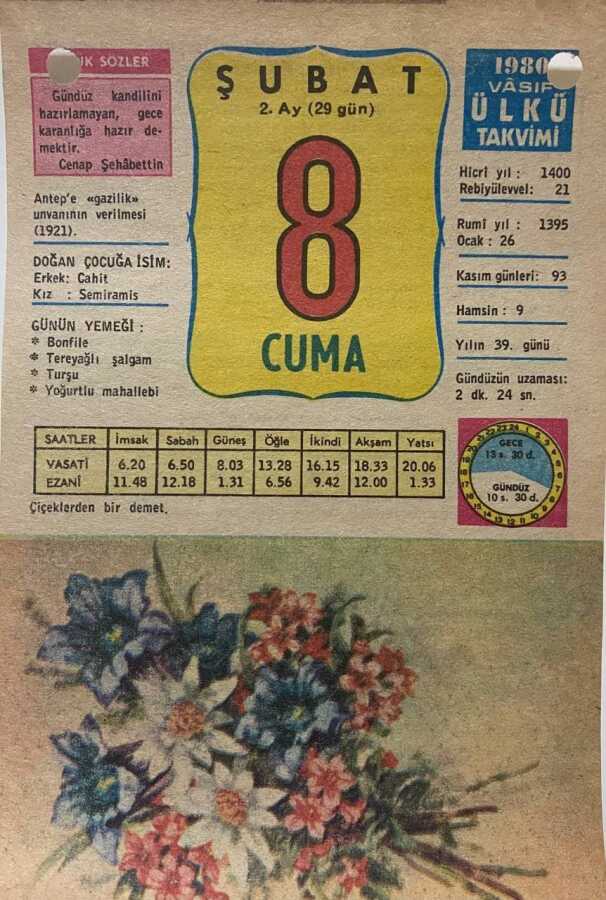 UK SÖZLER
Gündüz kandilini
hazırlamayan, gece
karanlığa hazır de-
mektir.
Cenap Şehâbettin
Antep'e «gazilik»
unvanının verilmesi
(1921).
DOĞAN ÇOCUĞA İSİM:
Erkek: Cahit
Kız : Semiramis
GÜNÜN YEMEĞİ :
* Bonfile
* Tereyağlı şalgam
* Turşu
* Yoğurtlu mahallebi
ŞUBAT
2. Ay (29 gün)
8
CUMA
1980
VÂSIF
ÜLKÜ
TAKVİMİ
Hicrî yıl : 1400
Rebiyülevvel: 21
Rumî yıl : 1395
Ocak : 26
Kasım günleri: 93
Hamsin : 9
Yılın 39. günü
Gündüzün uzaması:
2 dk. 24 sn.
SAATLER İmsak Sabah Güneş Öğle İkindi Akşam Yatsı
VASATİ 6.20 6.50 8.03 13.28 16.15 18.33 20.06
EZANİ 11.48 12.18 1.31 6.56 9.42 12.00 1.33
GECE
13 s. 30 d.
GÜNDÜZ
10 s. 30 d.
Çiçeklerden bir demet.